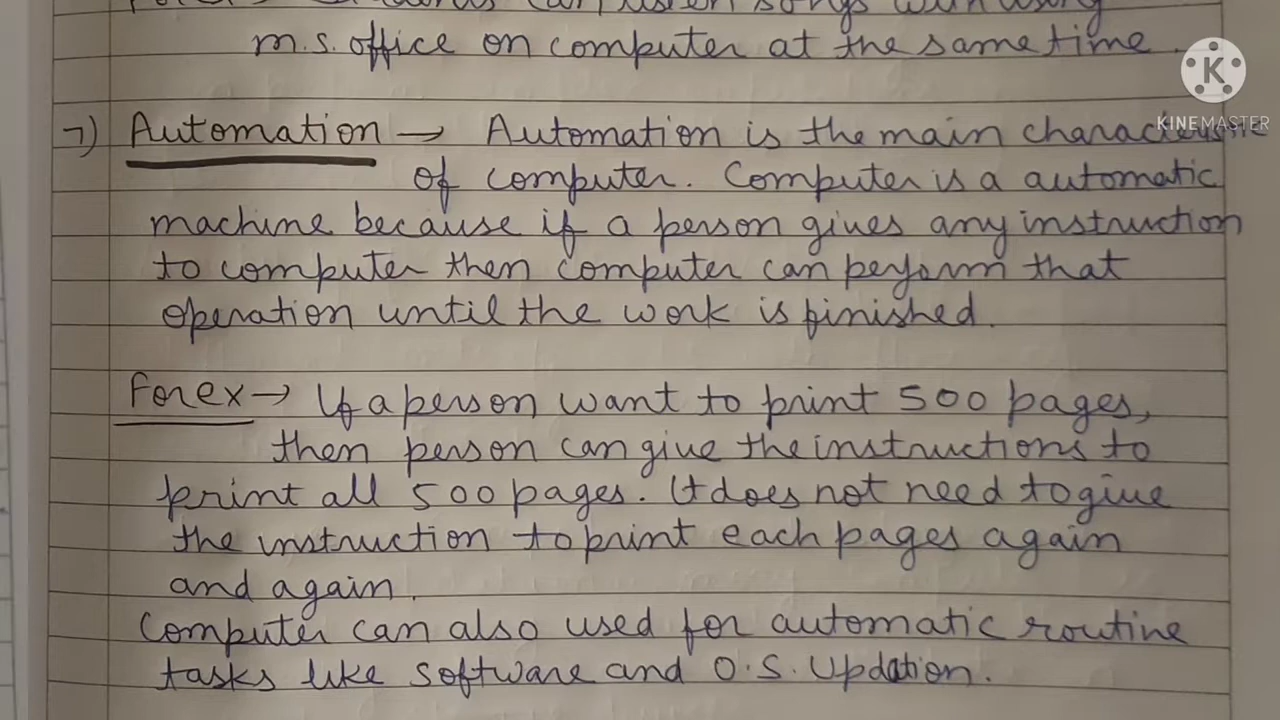 songs with using
m.s. office on computer at the same time.
KINEMASTER
7) Automation → Automation is the main characteristic
of computer. Computer is a automatic
machine because if a person gives any instruction
to computer then computer can perform that
operation until the work is finished.
Forex → If a person want to print 500 pages,
then person can give the instructions to
print all 500 pages. It does not need to give
the instruction to print each pages again
and again.
Computer can also used for automatic routine
tasks like software and O.S. Updation.